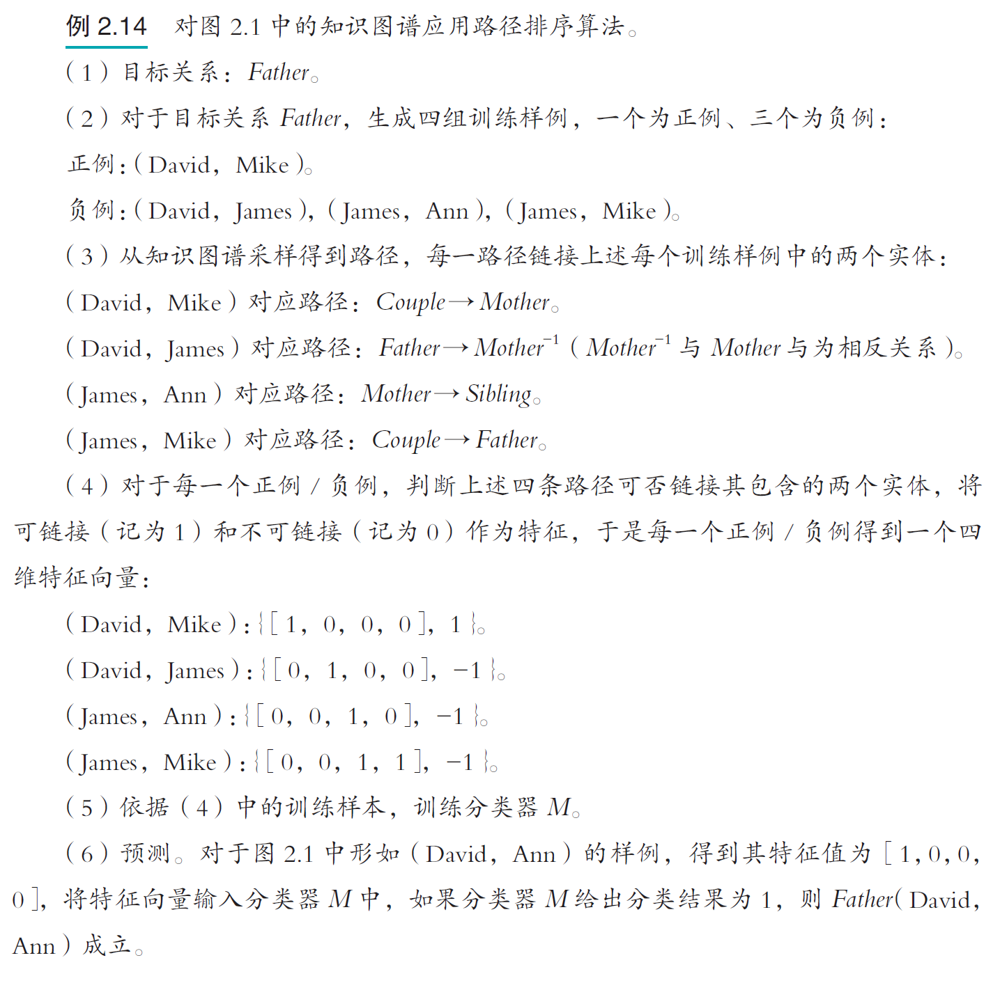 例 2.14 对图 2.1 中的知识图谱应用路径排序算法。
（1）目标关系：Father。
（2）对于目标关系 Father，生成四组训练样例，一个为正例、三个为负例：
正例：（David，Mike）。
负例：（David，James），（James，Ann），（James，Mike）。
（3）从知识图谱采样得到路径，每一路径链接上述每个训练样例中的两个实体：
（David，Mike）对应路径：Couple→Mother。
（David，James）对应路径：Father→Mother⁻¹（Mother⁻¹ 与 Mother 与为相反关系）。
（James，Ann）对应路径：Mother→Sibling。
（James，Mike）对应路径：Couple→Father。
（4）对于每一个正例 / 负例，判断上述四条路径可否链接其包含的两个实体，将
可链接（记为 1）和不可链接（记为 0）作为特征，于是每一个正例 / 负例得到一个四
维特征向量：
（David，Mike）：{[1，0，0，0]，1}。
（David，James）：{[0，1，0，0]，−1}。
（James，Ann）：{[0，0，1，0]，−1}。
（James，Mike）：{[0，0，1，1]，−1}。
（5）依据（4）中的训练样本，训练分类器 M。
（6）预测。对于图 2.1 中形如（David，Ann）的样例，得到其特征值为 [1，0，0，
0]，将特征向量输入分类器 M 中，如果分类器 M 给出分类结果为 1，则 Father（David，
Ann）成立。